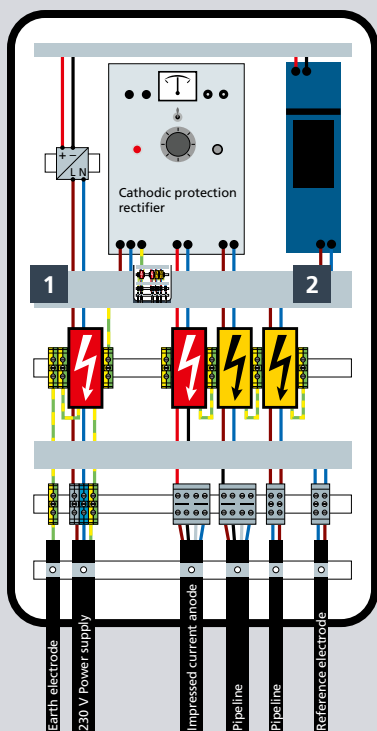 + −
L N
Cathodic protection
rectifier
1
2
Earth electrode
230 V Power supply
Impressed current anode
Pipeline
Pipeline
Reference electrode